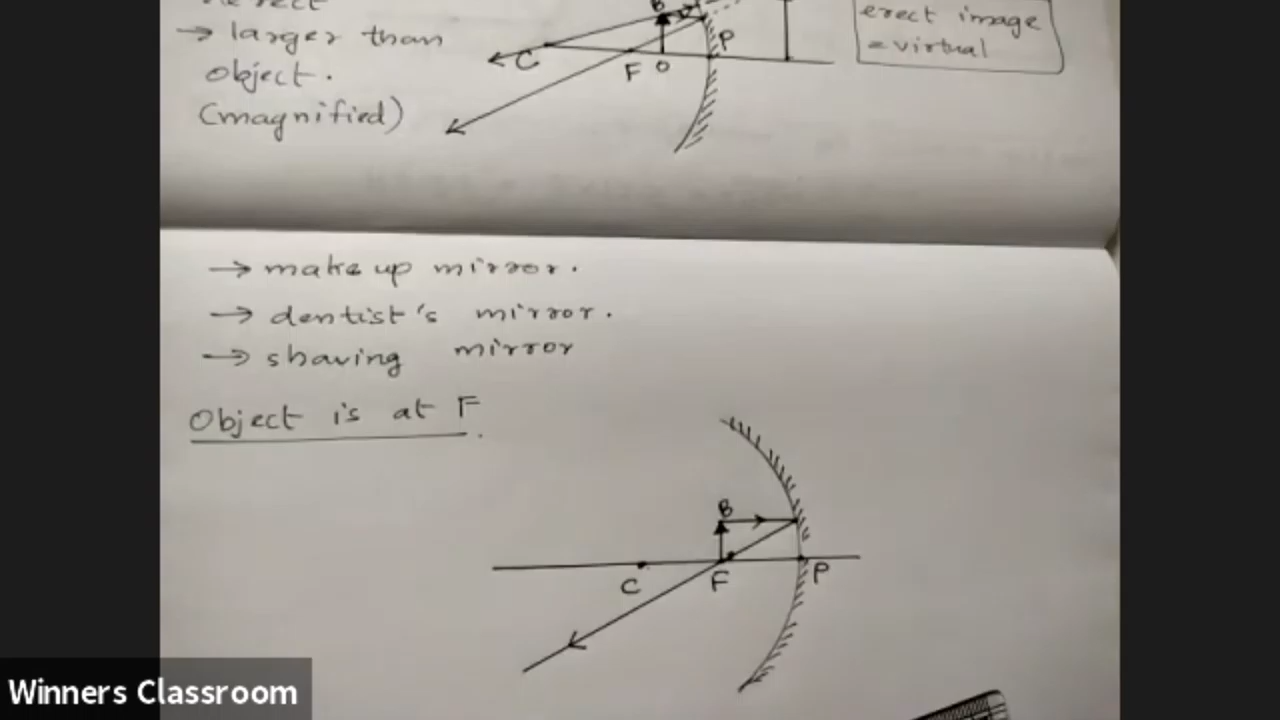 → larger than
object.
(magnified)
B
C
F
O
P
erect image
= virtual
→ make up mirror.
→ dentist's mirror.
→ shaving mirror
Object is at F.
B
C
F
P
Winners Classroom